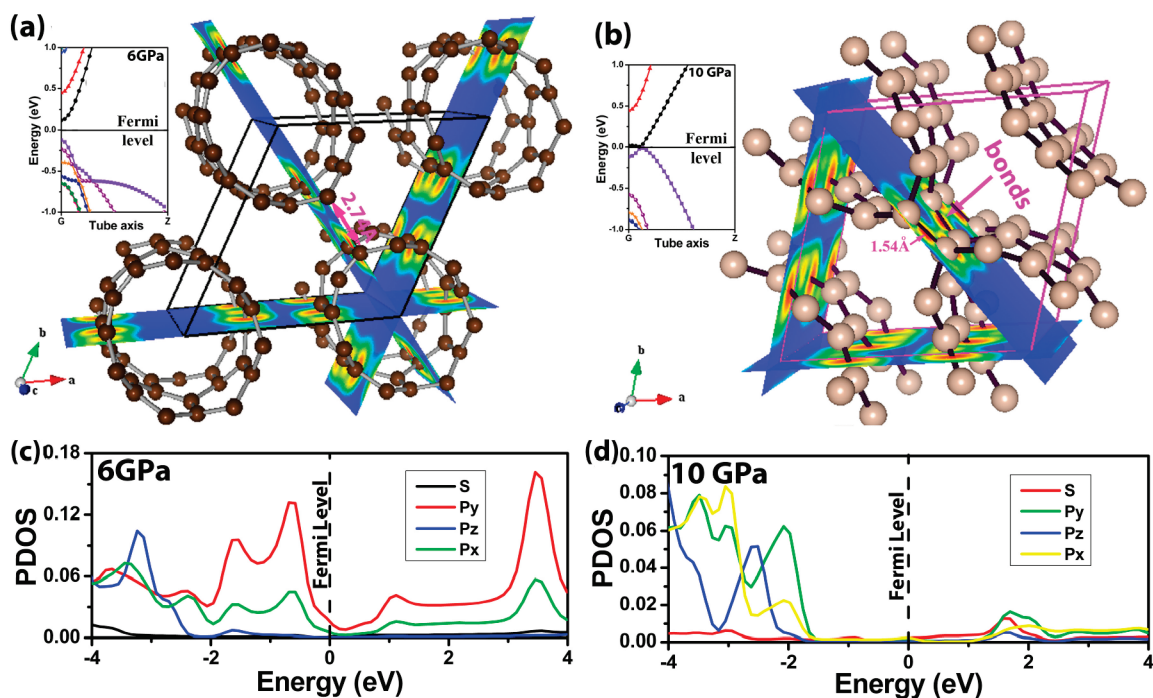 (a)
6GPa
1.0
0.5
0.0
-0.5
-1.0
Energy (eV)
Fermi
level
G
Z
Tube axis
b
a
c
(b)
10 GPa
1.0
0.5
0.0
-0.5
-1.0
Energy (eV)
Fermi
level
G
Z
Tube axis
bonds
1.54Å
b
a
(c)
6GPa
0.18
0.12
0.06
0.00
PDOS
Fermi Level
S
Py
Pz
Px
-4
-2
0
2
4
Energy (eV)
(d)
10 GPa
0.10
0.08
0.06
0.04
0.02
0.00
PDOS
Fermi Level
S
Py
Pz
Px
-4
-2
0
2
4
Energy (eV)